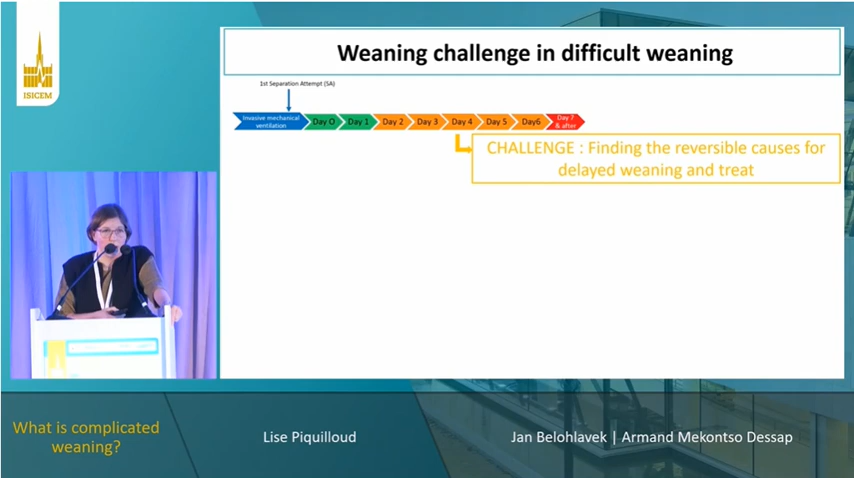 ISICEM
Weaning challenge in difficult weaning
1st Separation Attempt (SA)
Invasive mechanical
ventilation
Day O
Day 1
Day 2
Day 3
Day 4
Day 5
Day6
Day 7
& after
CHALLENGE : Finding the reversible causes for
delayed weaning and treat
What is complicated
weaning?
Lise Piquilloud
Jan Belohlavek | Armand Mekontso Dessap